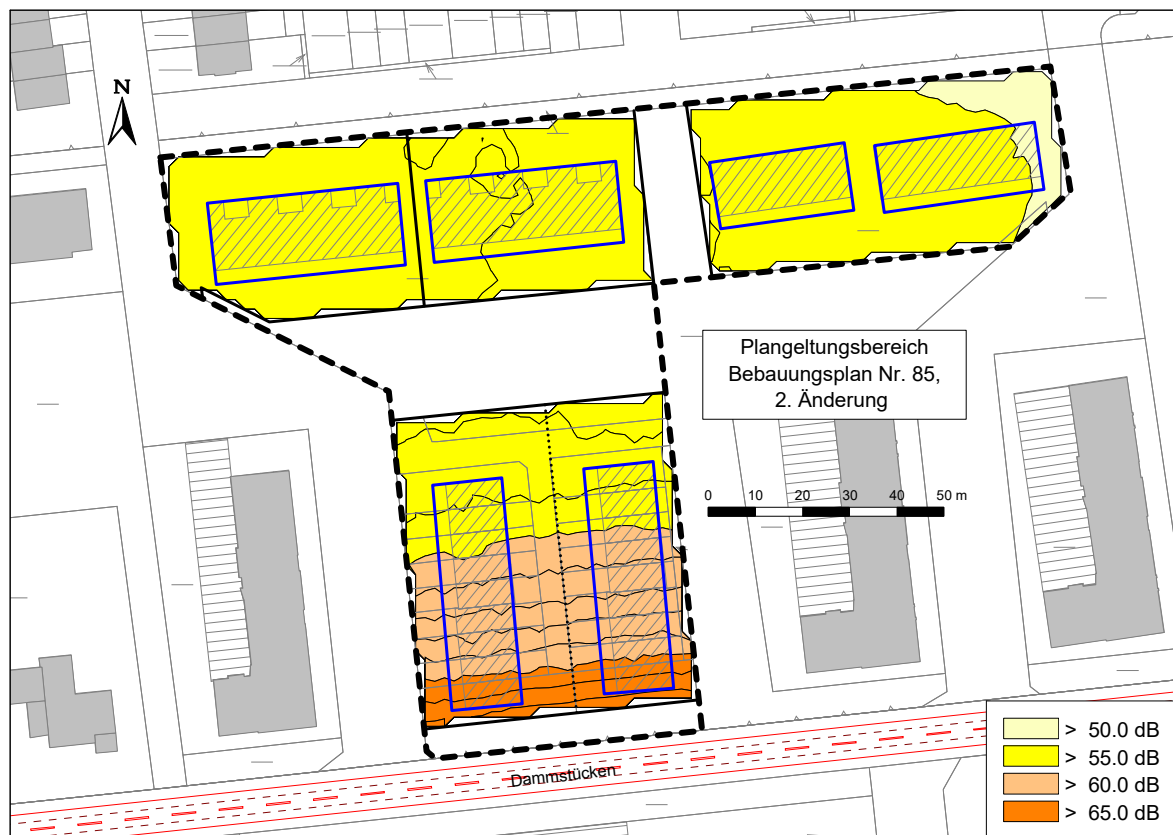 N
Plangeltungsbereich
Bebauungsplan Nr. 85,
2. Änderung
0 10 20 30 40 50 m
Dammstücken
> 50.0 dB
> 55.0 dB
> 60.0 dB
> 65.0 dB